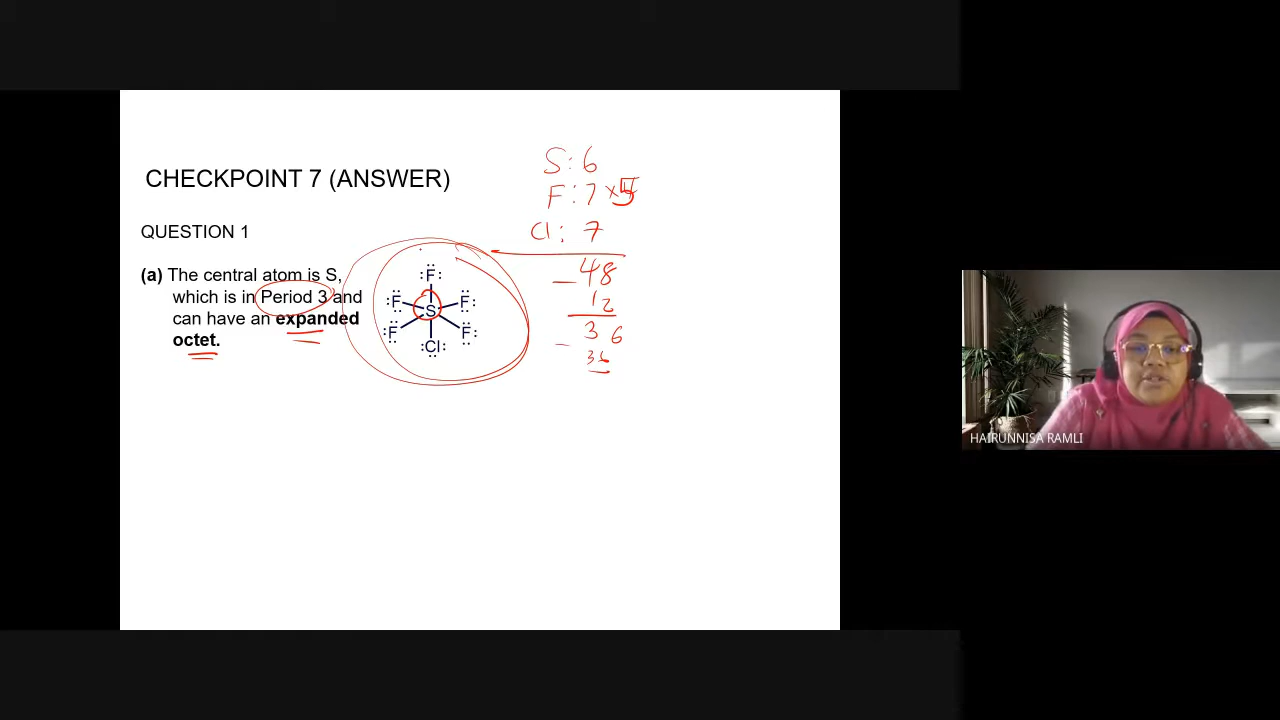 CHECKPOINT 7 (ANSWER)
QUESTION 1
(a) The central atom is S,
which is in Period 3 and
can have an expanded
octet.
F
F F
S
F F
Cl
S: 6
F: 7 x 5
Cl: 7
48
- 12
36
- 36
HAIRUNNISA RAMLI